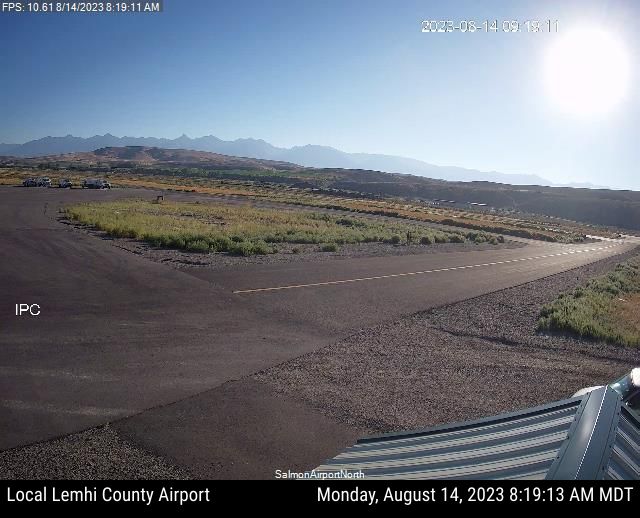 FPS: 10.61 8/14/2023 8:19:11 AM
2023-08-14 09:19:11
IPC
SalmonAirportNorth
Local Lemhi County Airport
Monday, August 14, 2023 8:19:13 AM MDT